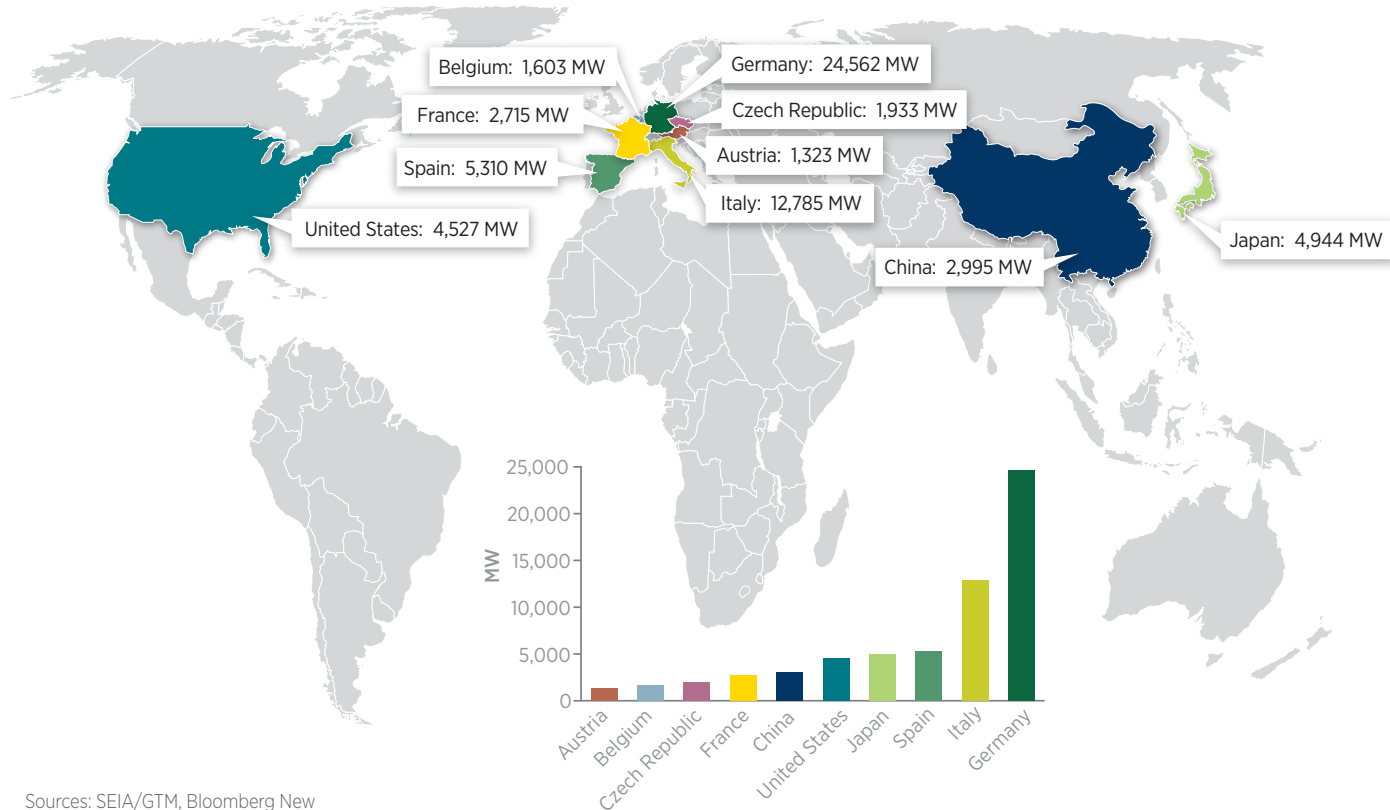 Belgium: 1,603 MW
Germany: 24,562 MW
France: 2,715 MW
Czech Republic: 1,933 MW
Spain: 5,310 MW
Austria: 1,323 MW
Italy: 12,785 MW
United States: 4,527 MW
Japan: 4,944 MW
China: 2,995 MW
MW
25,000
20,000
15,000
10,000
5,000
0
Austria
Belgium
Czech Republic
France
China
United States
Japan
Spain
Italy
Germany
Sources: SEIA/GTM, Bloomberg New